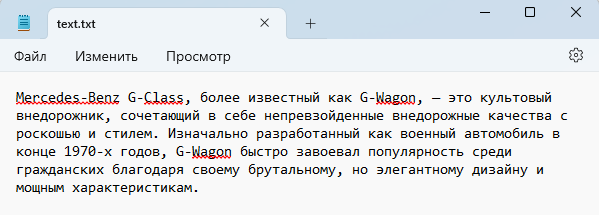 text.txt
Файл Изменить Просмотр
Mercedes-Benz G-Class, более известный как G-Wagon, — это культовый
внедорожник, сочетающий в себе непревзойденные внедорожные качества с
роскошью и стилем. Изначально разработанный как военный автомобиль в
конце 1970-х годов, G-Wagon быстро завоевал популярность среди
гражданских благодаря своему брутальному, но элегантному дизайну и
мощным характеристикам.